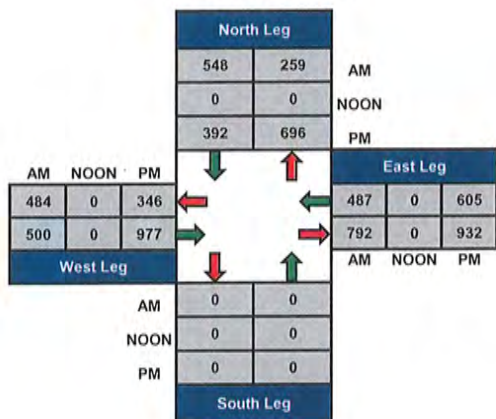 North Leg
548 259 AM
0 0 NOON
392 696 PM
AM NOON PM
East Leg
484 0 346
487 0 605
500 0 977
792 0 932
West Leg
AM NOON PM
AM 0 0
NOON 0 0
PM 0 0
South Leg